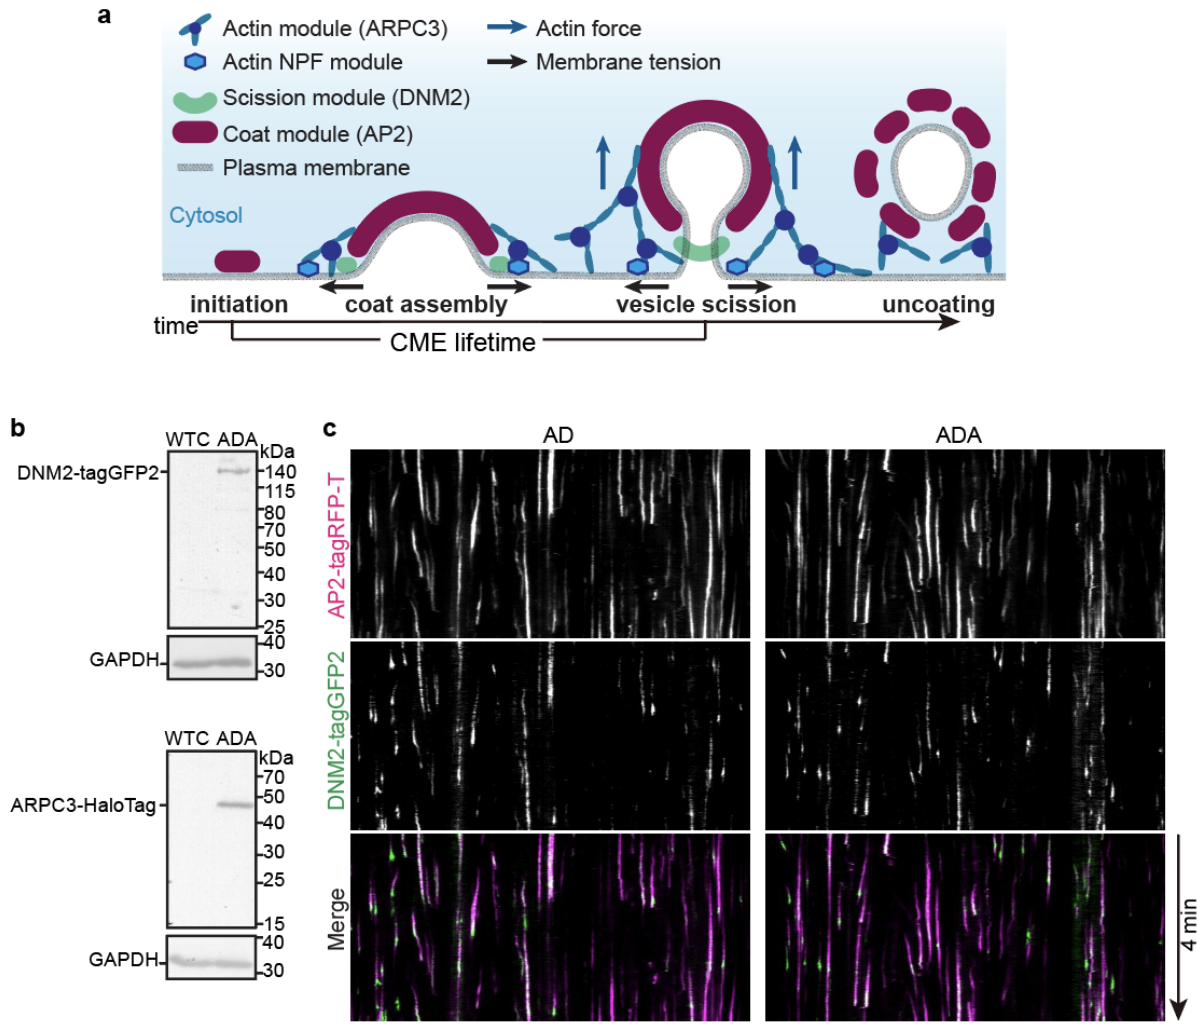 a
Actin module (ARPC3)
Actin force
Actin NPF module
Membrane tension
Scission module (DNM2)
Coat module (AP2)
Plasma membrane
Cytosol
initiation
coat assembly
vesicle scission
uncoating
time
CME lifetime
b
WTC ADA
kDa
DNM2-tagGFP2
140
115
80
70
50
40
30
25
40
GAPDH
30
WTC ADA
kDa
70
50
ARPC3-HaloTag
40
30
25
15
40
GAPDH
30
c
AD
ADA
AP2-tagRFP-T
DNM2-tagGFP2
Merge
4 min